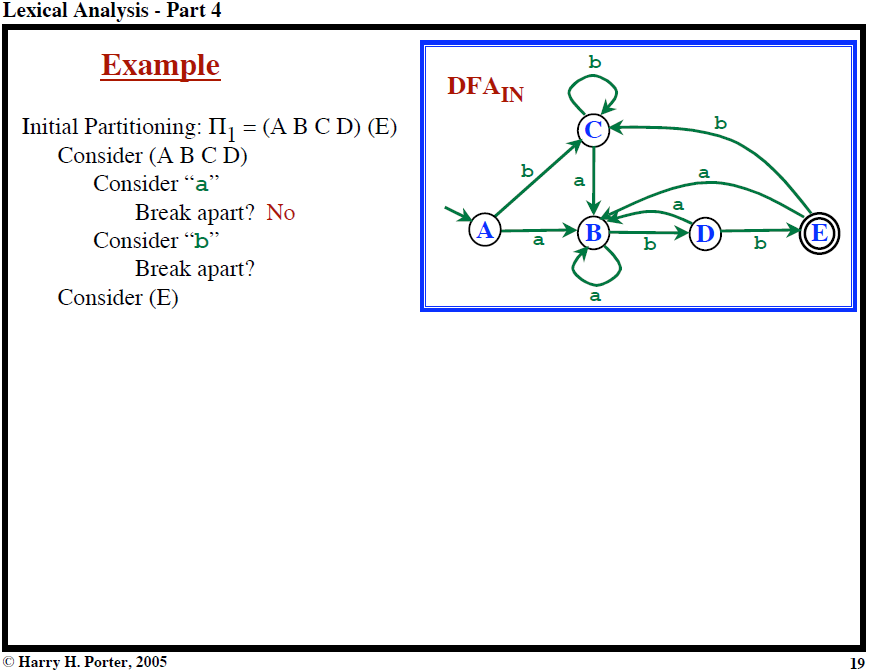 Lexical Analysis - Part 4
Example
Initial Partitioning: Π1 = (A B C D) (E)
Consider (A B C D)
Consider “a”
Break apart? No
Consider “b”
Break apart?
Consider (E)
DFAIN
b
C
b
b
a
a
a
A
a
B
b
D
b
E
a
© Harry H. Porter, 2005
19